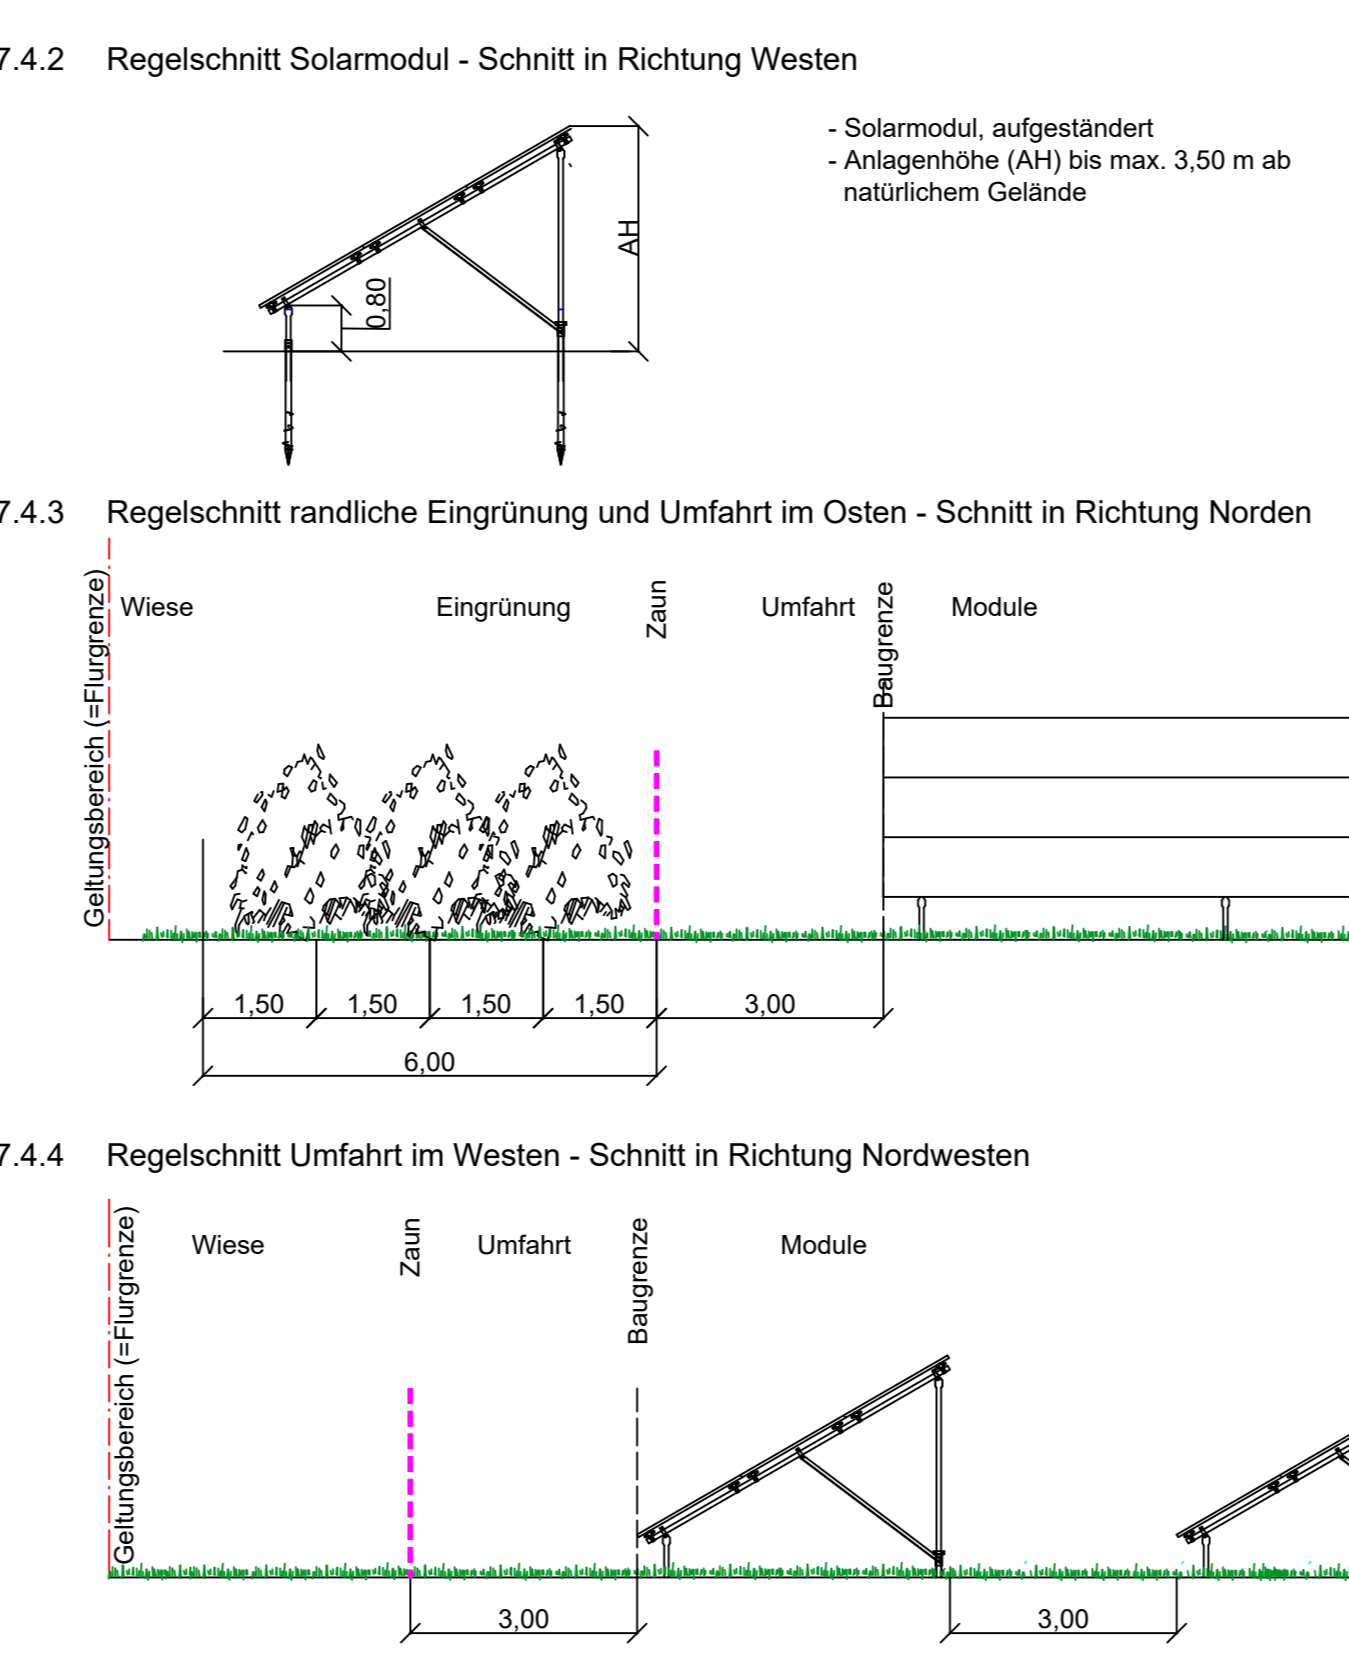 7.4.2 Regelschnitt Solarmodul - Schnitt in Richtung Westen
- Solarmodul, aufgeständert
- Anlagenhöhe (AH) bis max. 3,50 m ab
natürlichem Gelände
AH
0,80
7.4.3 Regelschnitt randliche Eingrünung und Umfahrt im Osten - Schnitt in Richtung Norden
Geltungsbereich (=Flurgrenze)
Wiese
Eingrünung
Zaun
Umfahrt
Baugrenze
Module
1,50
1,50
1,50
1,50
3,00
6,00
7.4.4 Regelschnitt Umfahrt im Westen - Schnitt in Richtung Nordwesten
Geltungsbereich (=Flurgrenze)
Wiese
Zaun
Umfahrt
Baugrenze
Module
3,00
3,00